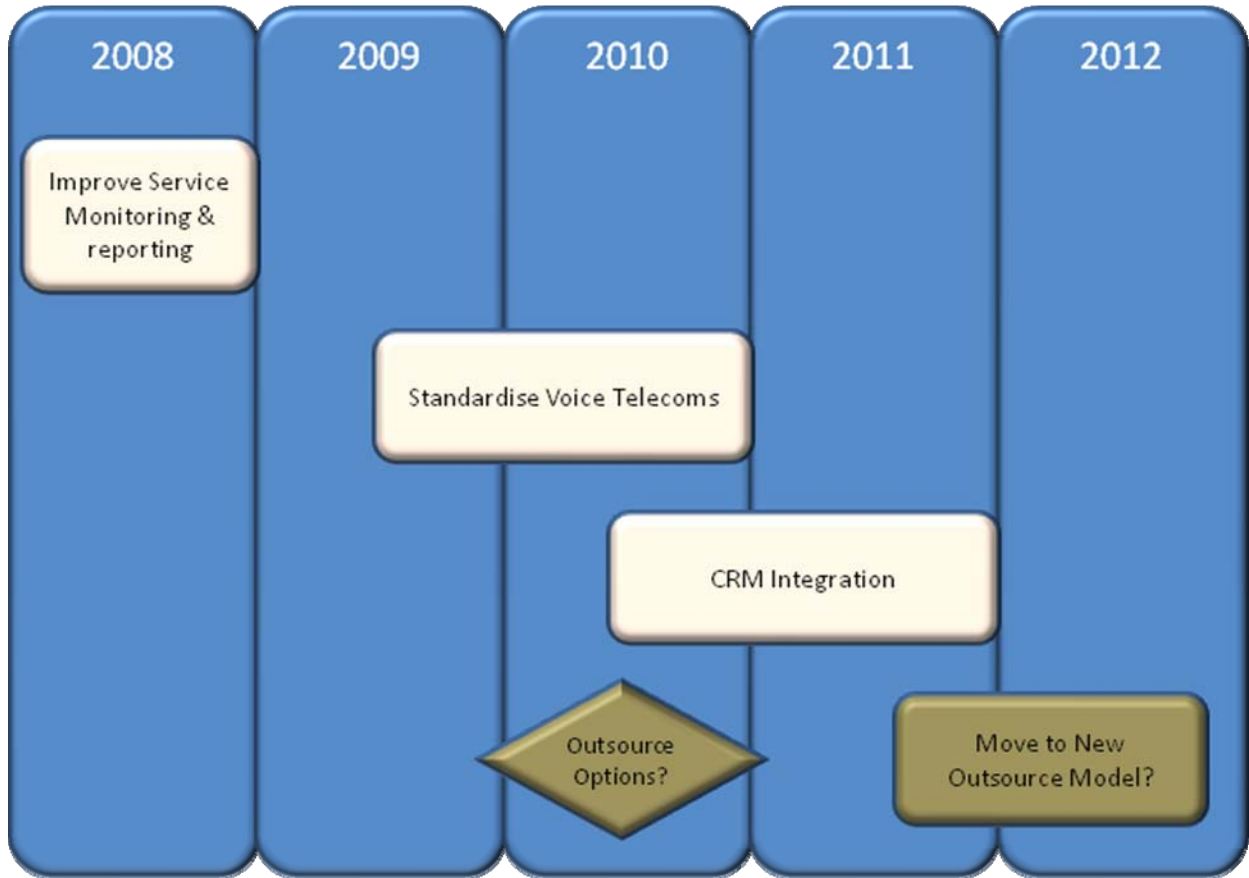 2008
2009
2010
2011
2012
Improve Service
Monitoring &
reporting
Standardise Voice Telecoms
CRM Integration
Outsource
Options?
Move to New
Outsource Model?